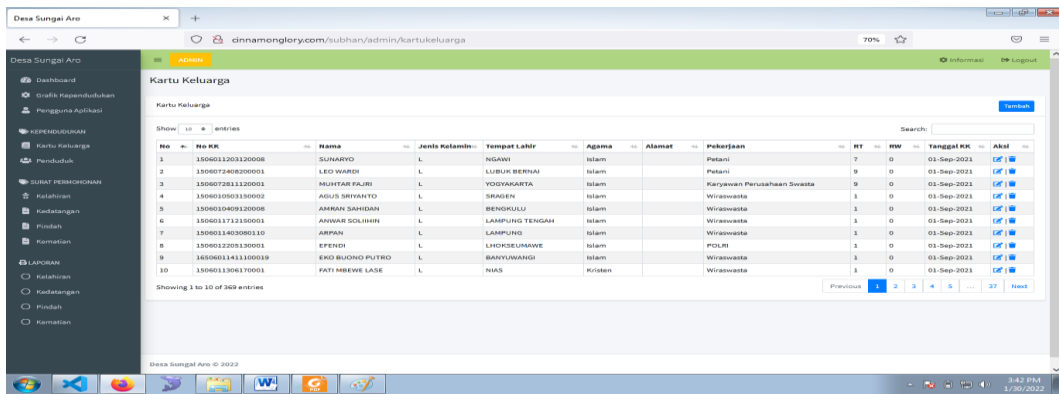 Desa Sungai Aro × +
cinnamonglory.com/subhan/admin/kartukeluarga 70%
Desa Sungai Aro ADMIN Informasi Logout
Dashboard
Grafik Kependudukan
Pengguna Aplikasi
KEPENDUDUKAN
Kartu Keluarga
Penduduk
SURAT PERMOHONAN
Kelahiran
Kedatangan
Pindah
Kematian
LAPORAN
Kelahiran
Kedatangan
Pindah
Kematian
Kartu Keluarga
Kartu Keluarga Tambah
Show 10 entries Search:
No No KK Nama Jenis Kelamin Tempat Lahir Agama Alamat Pekerjaan RT RW Tanggal KK Aksi
1 1506011203120008 SUNARYO L NGAWI Islam Petani 7 0 01-Sep-2021 |
2 1506072408200001 LEO WARDI L LUBUK BERNAI Islam Petani 9 0 01-Sep-2021 |
3 1506072811120001 MUHTAR FAJRI L YOGYAKARTA Islam Karyawan Perusahaan Swasta 9 0 01-Sep-2021 |
4 1506010503150002 AGUS SRIYANTO L SRAGEN Islam Wiraswasta 1 0 01-Sep-2021 |
5 1506010409120008 AMRAN SAHIDAN L BENGKULU Islam Wiraswasta 1 0 01-Sep-2021 |
6 1506011712150001 ANWAR SOLIIHIN L LAMPUNG TENGAH Islam Wiraswasta 1 0 01-Sep-2021 |
7 1506011403080110 ARPAN L LAMPUNG Islam Wiraswasta 1 0 01-Sep-2021 |
8 1506012205130001 EFENDI L LHOKSEUMAWE Islam POLRI 1 0 01-Sep-2021 |
9 16506011411100019 EKO BUONO PUTRO L BANYUWANGI Islam Wiraswasta 1 0 01-Sep-2021 |
10 1506011306170001 FATI MBEWE LASE L NIAS Kristen Wiraswasta 1 0 01-Sep-2021 |
Showing 1 to 10 of 369 entries Previous 1 2 3 4 5 ... 37 Next
Desa Sungai Aro © 2022
3:42 PM
1/30/2022